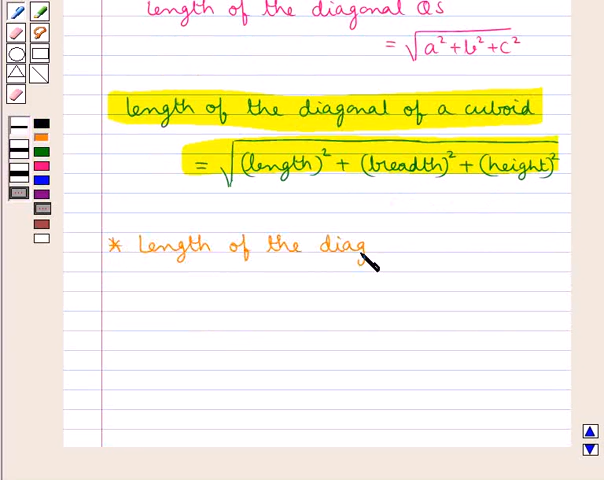 length of the diagonal QS
= √a² + b² + c²
length of the diagonal of a cuboid
= √(length)² + (breadth)² + (height)²
* Length of the diag